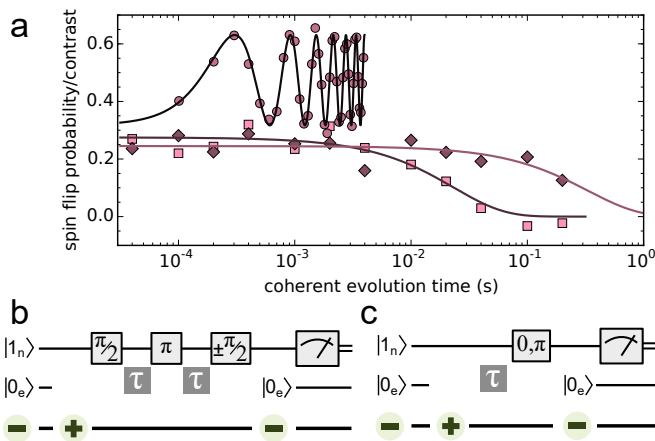 a
spin flip probability/contrast
0.6
0.4
0.2
0.0
10⁻⁴ 10⁻³ 10⁻² 10⁻¹ 10⁰
coherent evolution time (s)
b
|1ₙ⟩ π/2 π ±π/2
τ τ
|0ₑ⟩ |0ₑ⟩
− + −
c
|1ₙ⟩ 0,π
τ
|0ₑ⟩ |0ₑ⟩
− + −